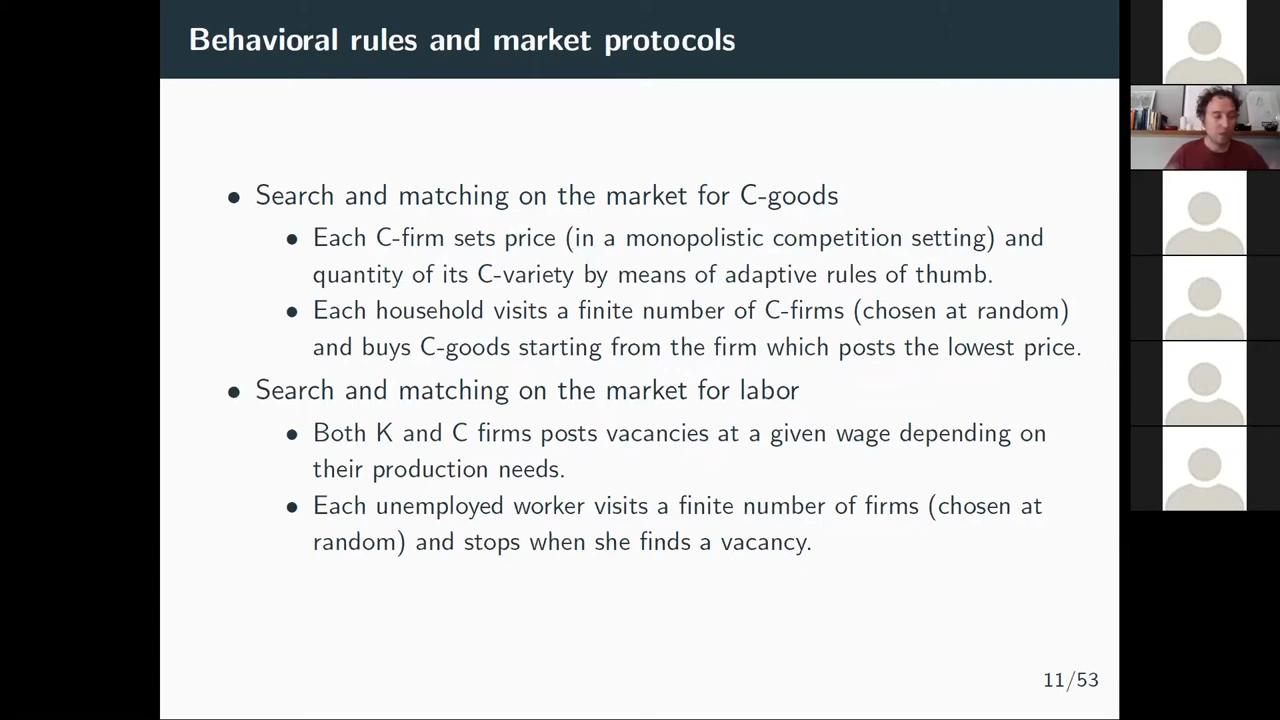 Behavioral rules and market protocols
• Search and matching on the market for C-goods
• Each C-firm sets price (in a monopolistic competition setting) and
quantity of its C-variety by means of adaptive rules of thumb.
• Each household visits a finite number of C-firms (chosen at random)
and buys C-goods starting from the firm which posts the lowest price.
• Search and matching on the market for labor
• Both K and C firms posts vacancies at a given wage depending on
their production needs.
• Each unemployed worker visits a finite number of firms (chosen at
random) and stops when she finds a vacancy.
11/53